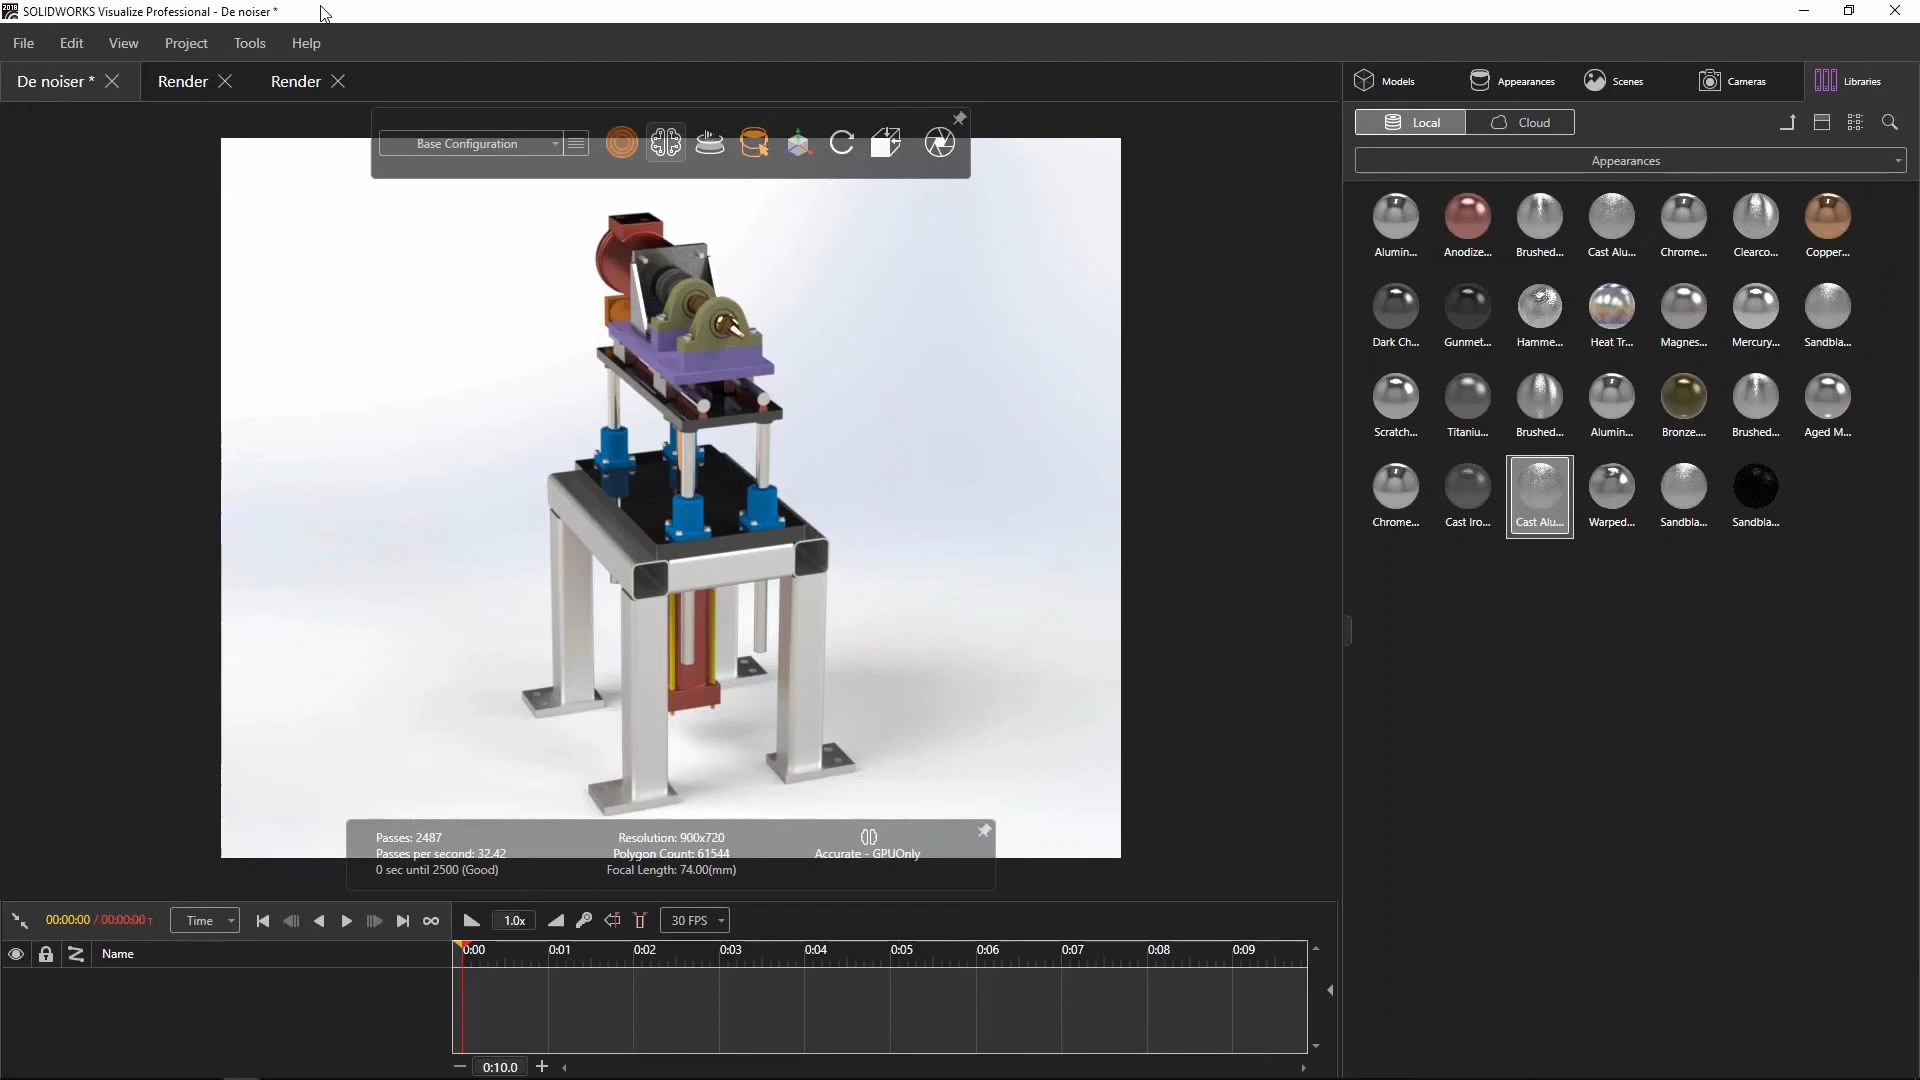 2018 SOLIDWORKS Visualize Professional - De noiser *
File Edit View Project Tools Help
De noiser * Render Render
Models Appearances Scenes Cameras Libraries
Local Cloud
Base Configuration
Appearances
Alumin... Anodize... Brushed... Cast Alu... Chrome... Clearco... Copper...
Dark Ch... Gunmet... Hamme... Heat Tr... Magnes... Mercury... Sandbla...
Scratch... Titaniu... Brushed... Alumin... Bronze.... Brushed... Aged M...
Chrome... Cast Iro... Cast Alu... Warped... Sandbla... Sandbla...
Passes: 2487 Resolution: 900x720
Passes per second: 32.42 Polygon Count: 61544 Accurate - GPUOnly
0 sec until 2500 (Good) Focal Length: 74.00(mm)
00:00:00 / 00:00:00 T Time 1.0x 30 FPS
Name 0:00 0:01 0:02 0:03 0:04 0:05 0:06 0:07 0:08 0:09
0:10.0